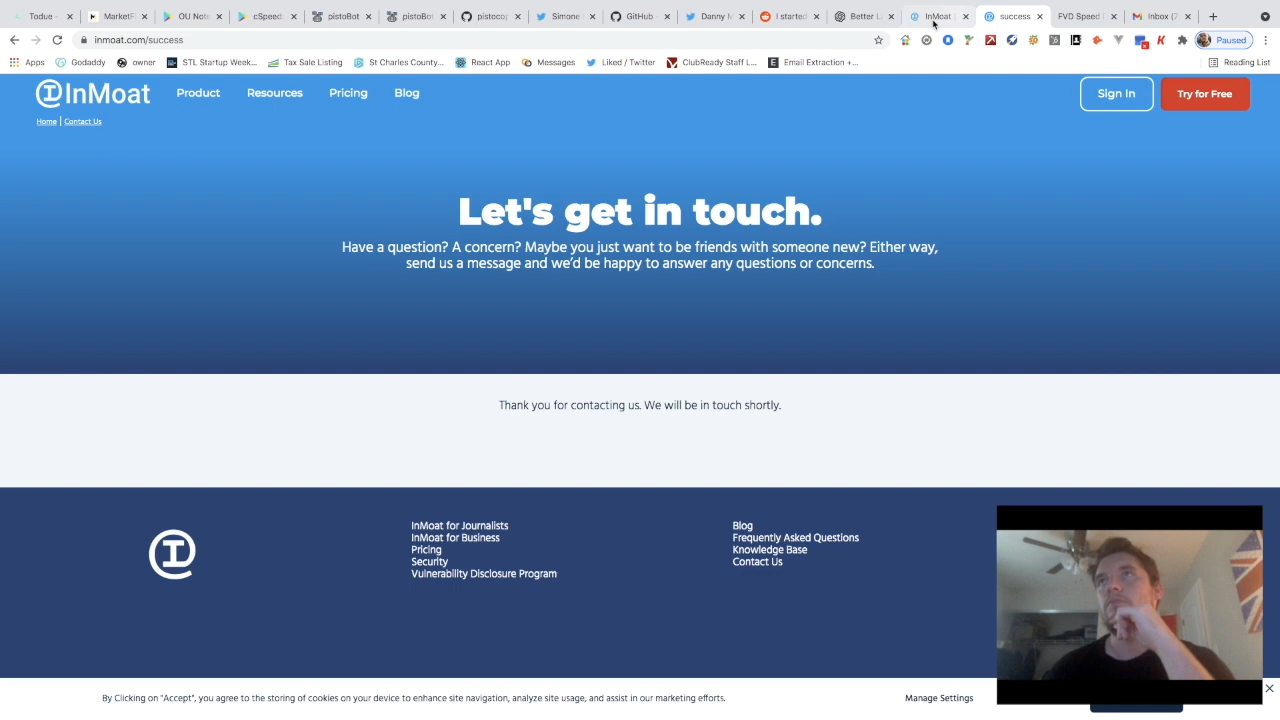 Todue -
MarketF
OU Note
cSpeed
pistoBot
pistoBot
pistocop
Simone
GitHub -
Danny M
I started
Better L
InMoat
success
FVD Speed
Inbox (2
inmoat.com/success
Paused
Apps
Godaddy
owner
STL Startup Week...
Tax Sale Listing
St Charles County...
React App
Messages
Liked / Twitter
ClubReady Staff L...
Email Extraction +...
Reading List
InMoat
Product
Resources
Pricing
Blog
Sign In
Try for Free
Home | Contact Us
Let's get in touch.
Have a question? A concern? Maybe you just want to be friends with someone new? Either way,
send us a message and we'd be happy to answer any questions or concerns.
Thank you for contacting us. We will be in touch shortly.
InMoat for Journalists
InMoat for Business
Pricing
Security
Vulnerability Disclosure Program
Blog
Frequently Asked Questions
Knowledge Base
Contact Us
By Clicking on "Accept", you agree to the storing of cookies on your device to enhance site navigation, analyze site usage, and assist in our marketing efforts.
Manage Settings